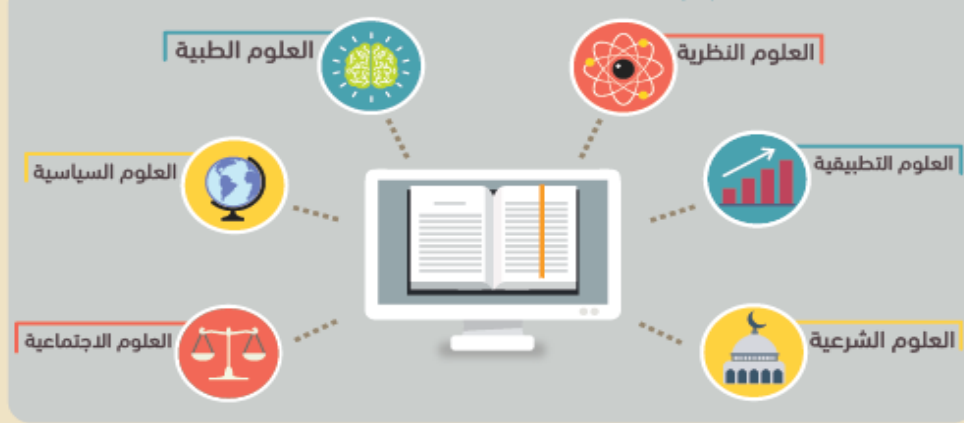 العلوم النظرية
العلوم الطبية
العلوم التطبيقية
العلوم السياسية
العلوم الشرعية
العلوم الاجتماعية